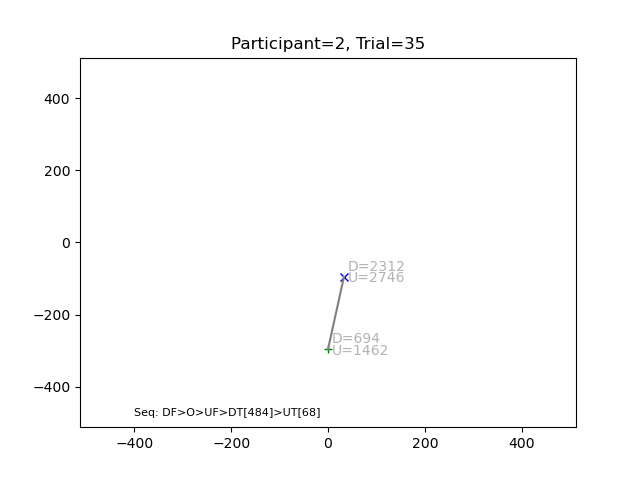 Participant=2, Trial=35
400
200
0
−200
−400
D=2312
U=2746
D=694
U=1462
Seq: DF>O>UF>DT[484]>UT[68]
−400
−200
0
200
400